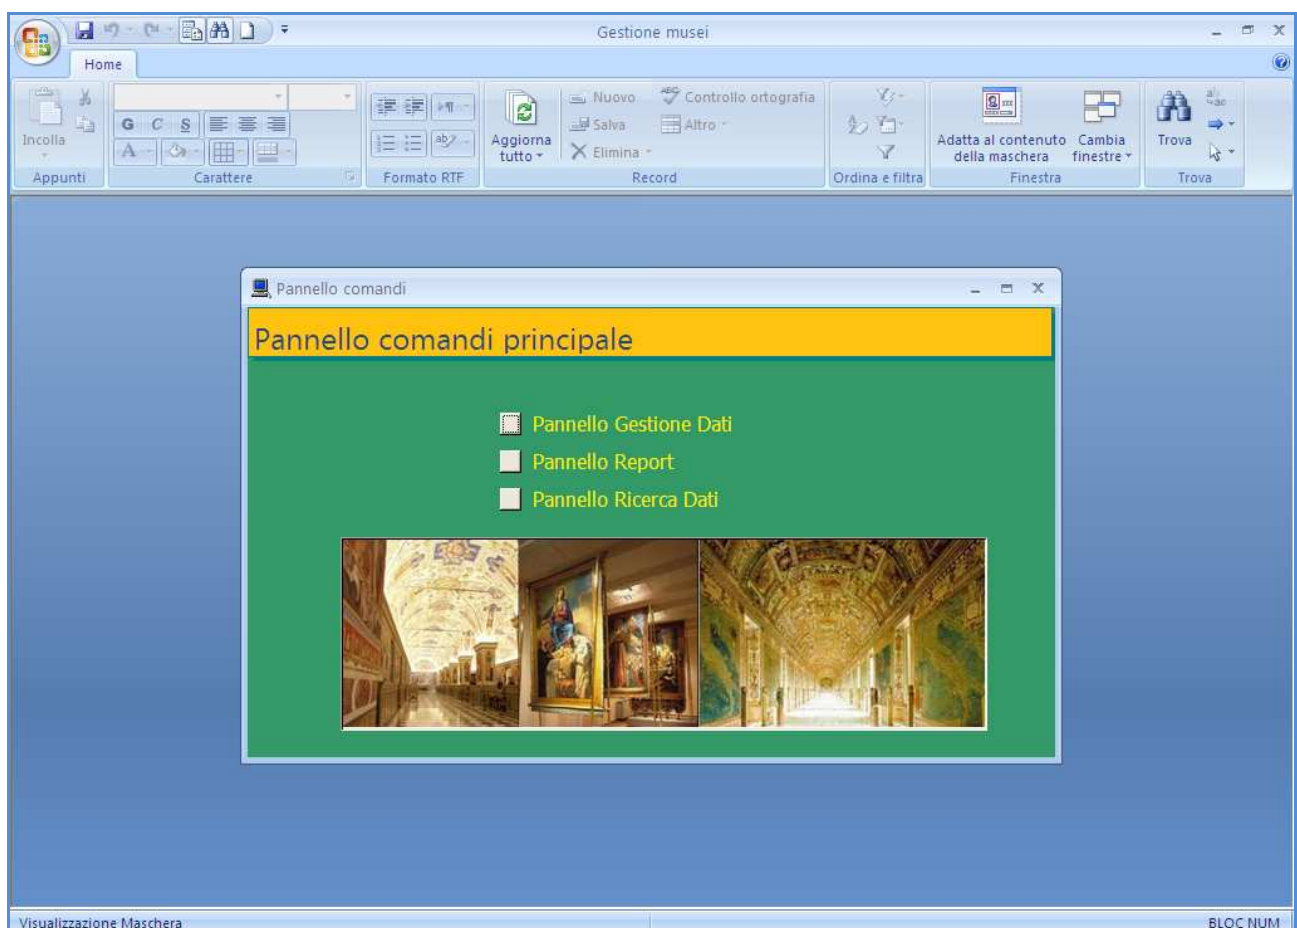 Gestione musei
Home
Incolla
Appunti
G C S
A
Carattere
ab
Formato RTF
Aggiorna
tutto
Nuovo
Salva
Elimina
ABC Controllo ortografia
Altro
Record
Ordina e filtra
Adatta al contenuto
della maschera
Cambia
finestre
Finestra
Trova
Trova
Pannello comandi
Pannello comandi principale
Pannello Gestione Dati
Pannello Report
Pannello Ricerca Dati
Visualizzazione Maschera
BLOC NUM